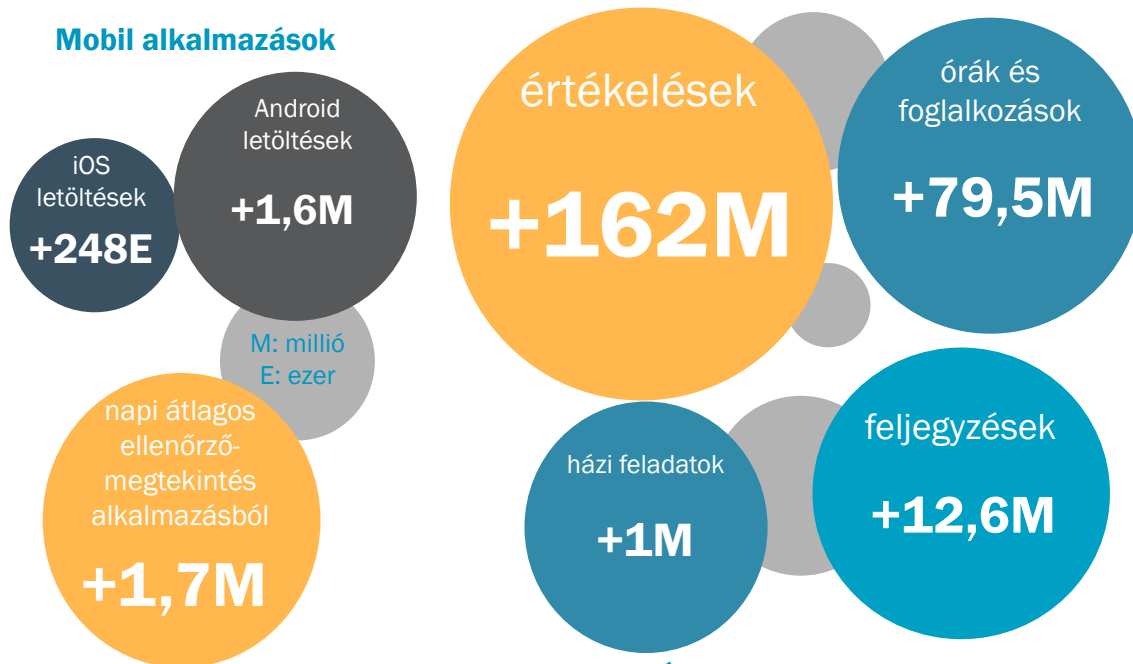 Mobil alkalmazások
iOS
letöltések
+248E
Android
letöltések
+1,6M
M: millió
E: ezer
napi átlagos
ellenőrző-
megtekintés
alkalmazásból
+1,7M
értékelések
+162M
órák és
foglalkozások
+79,5M
házi feladatok
+1M
feljegyzések
+12,6M